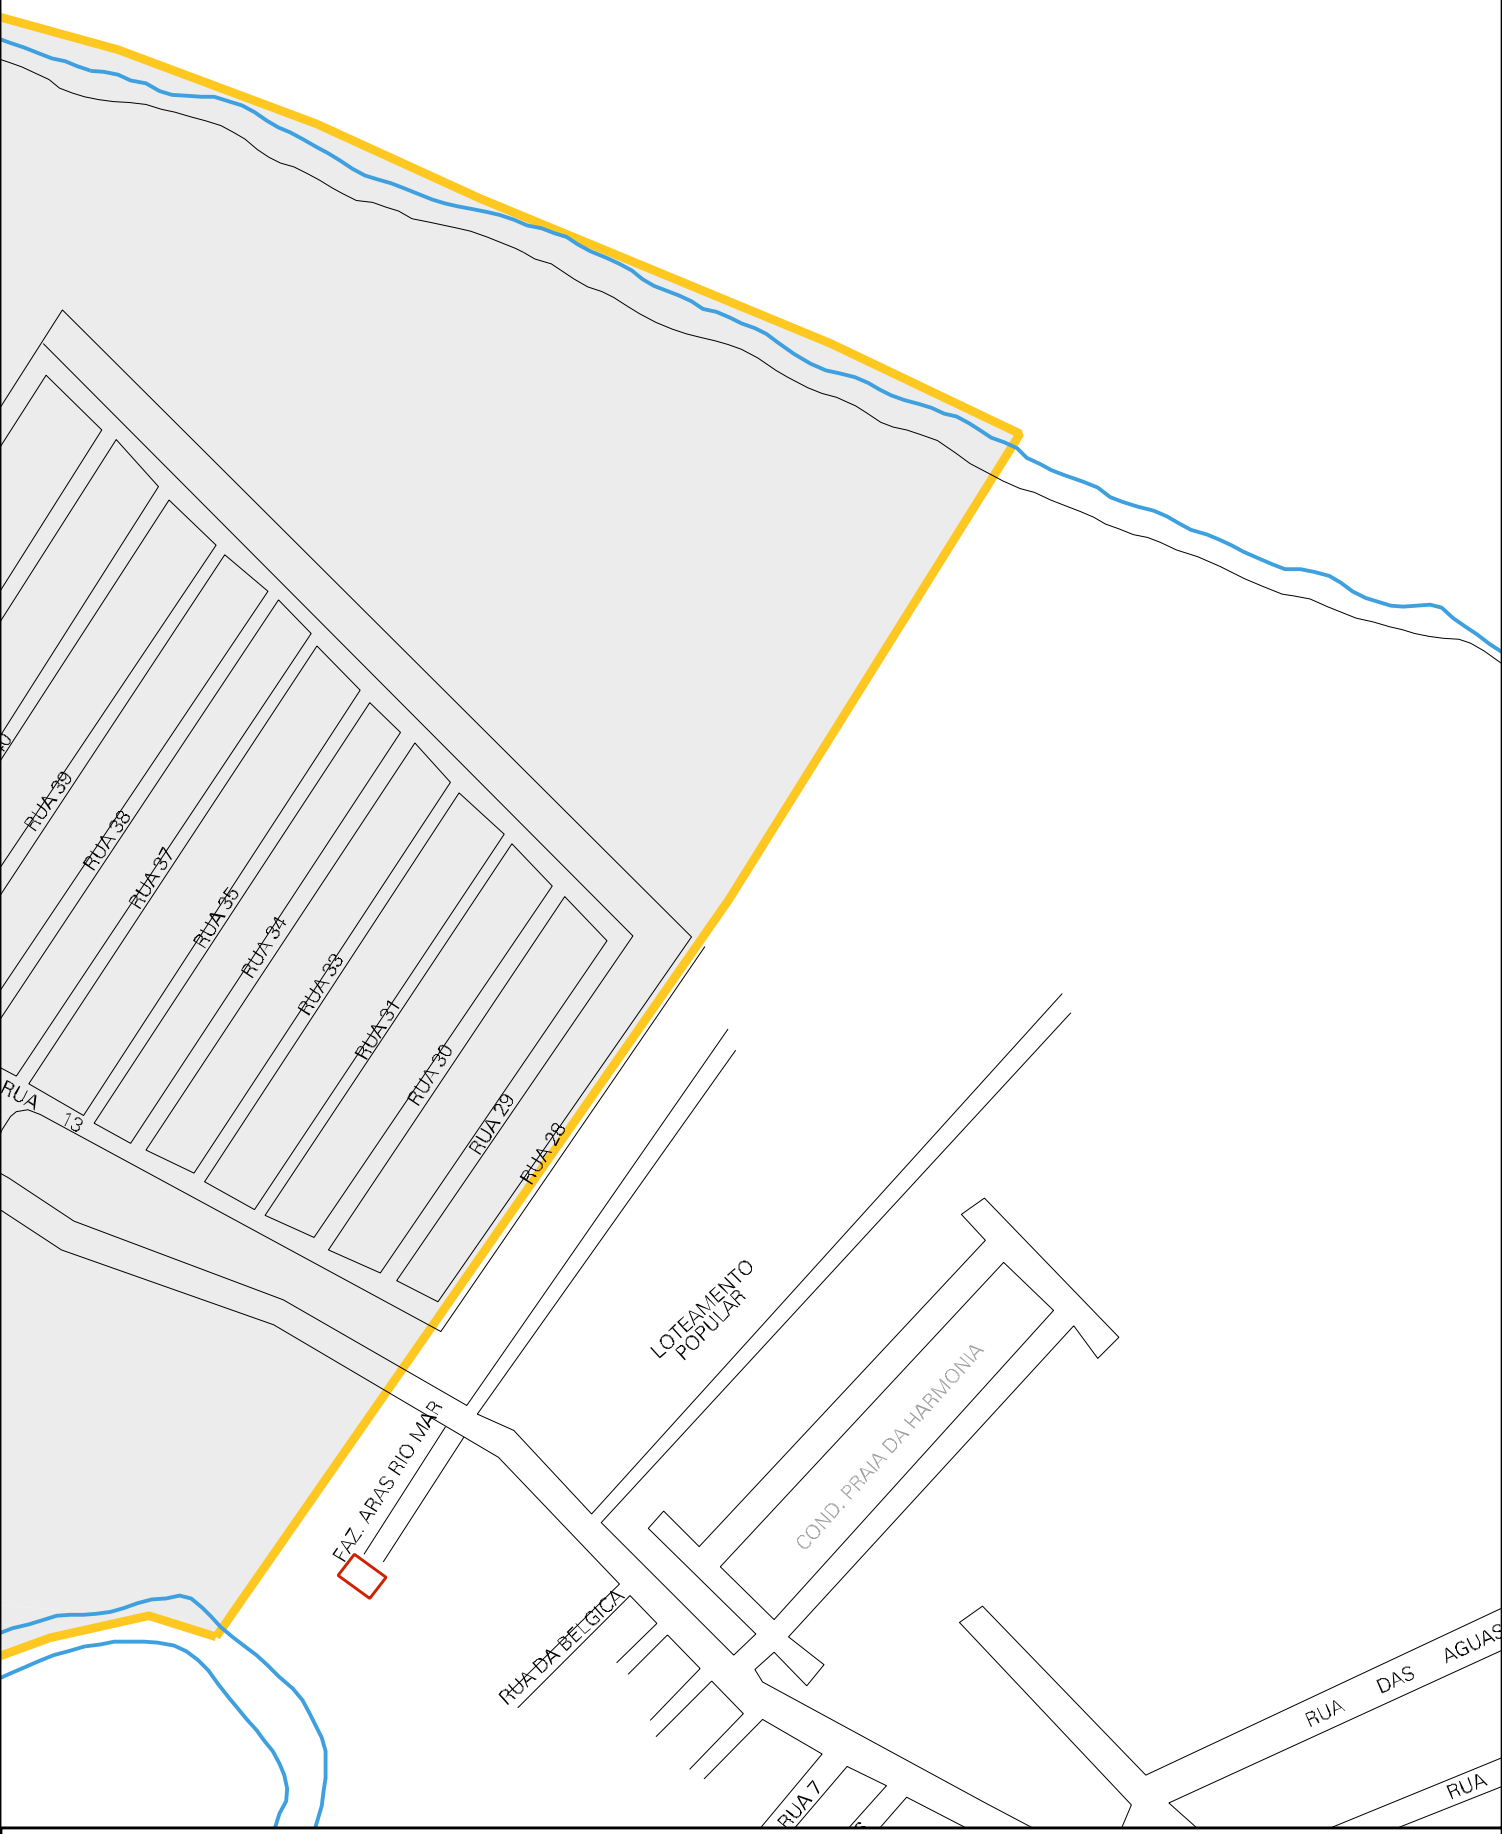 RUA 39
RUA 38
RUA 37
RUA 35
RUA 34
RUA 33
RUA 31
RUA 30
RUA 29
RUA 28
RUA 13
LOTEAMENTO
POPULAR
COND. PRAIA DA HARMONIA
FAZ. ARAS RIO MAR
RUA DA BELGICA
RUA 7
RUA DAS AGUAS
RUA